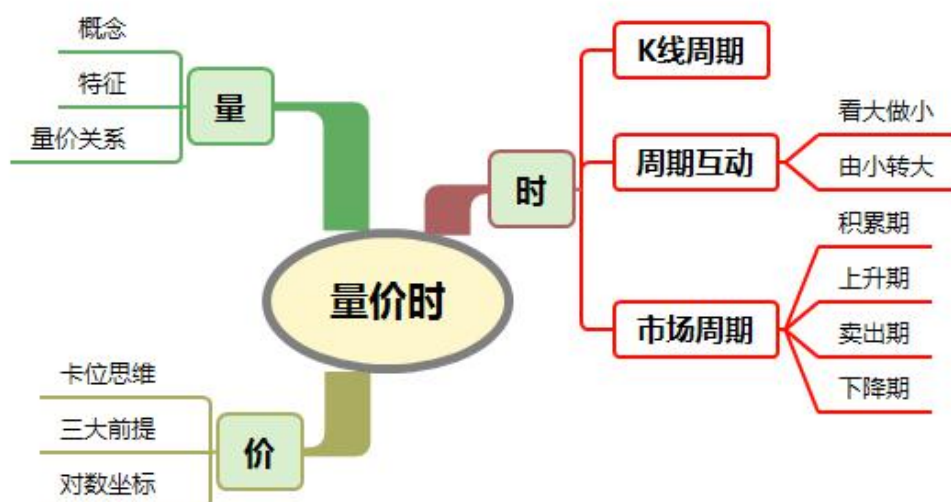 概念
特征
量价关系
量
量价时
卡位思维
三大前提
对数坐标
价
时
K线周期
周期互动
看大做小
由小转大
市场周期
积累期
上升期
卖出期
下降期